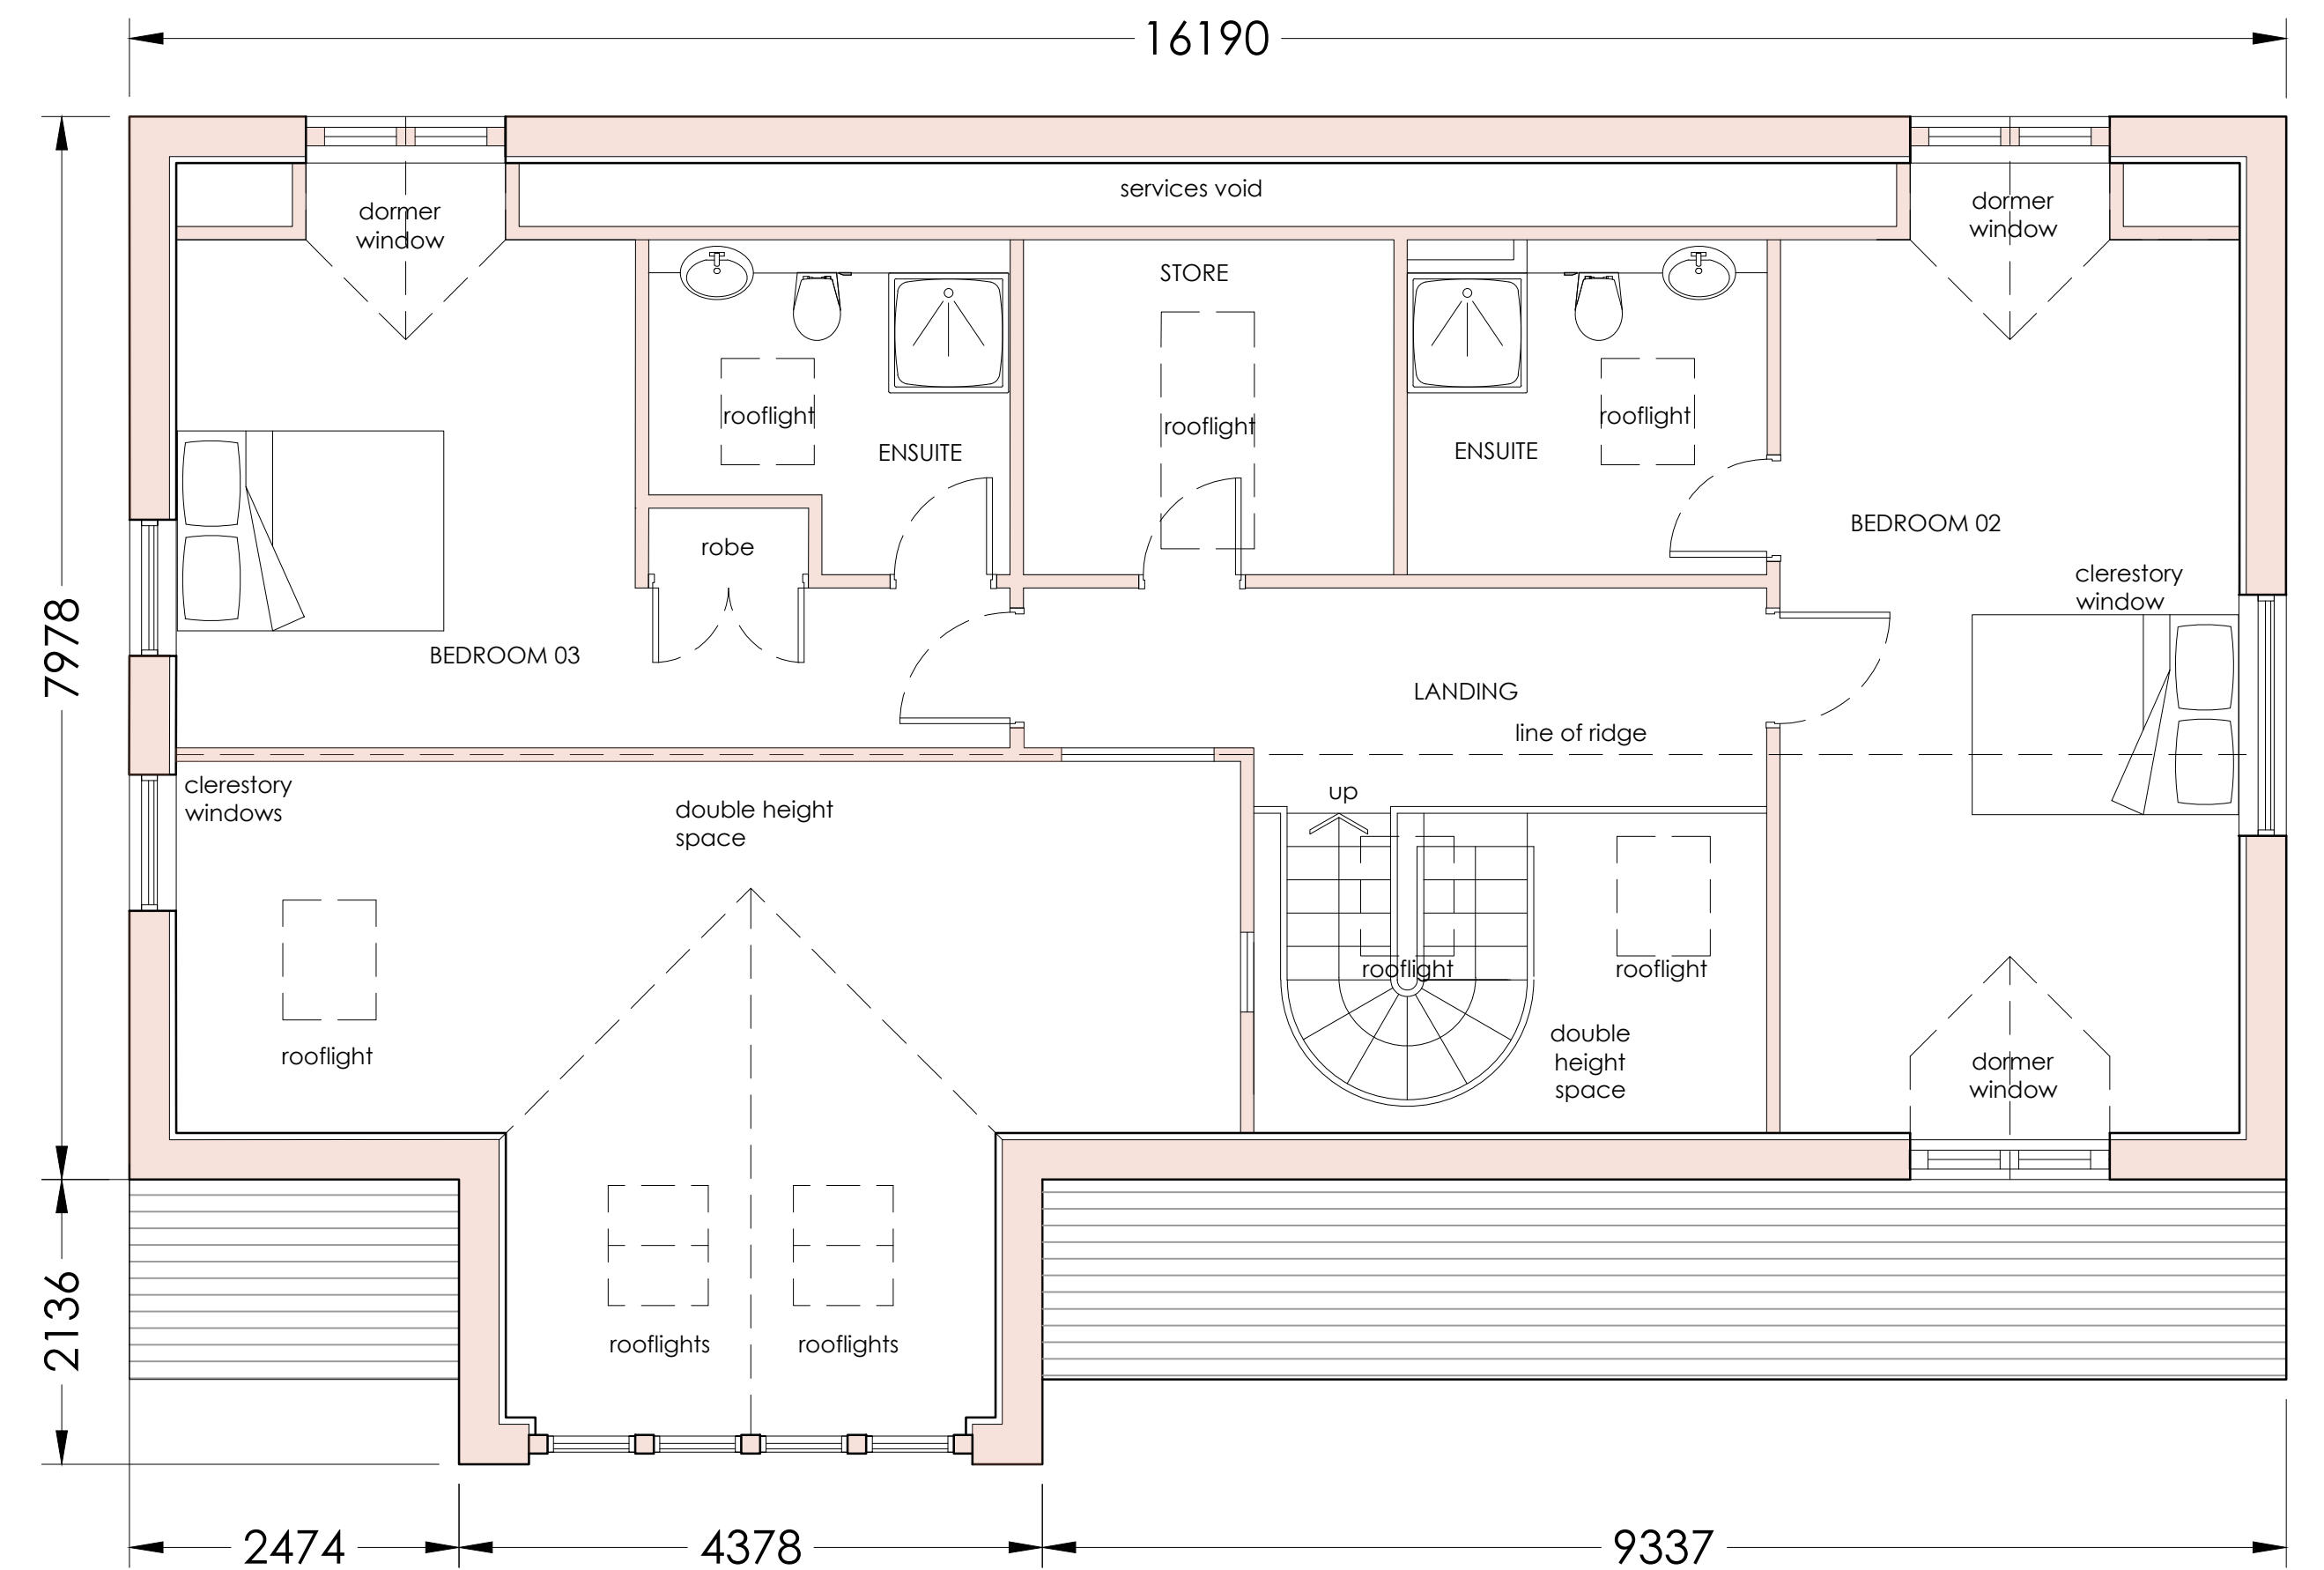 16190
services void
dormer
window
dormer
window
STORE
rooflight
rooflight
rooflight
ENSUITE
ENSUITE
BEDROOM 02
robe
clerestory
window
7978
BEDROOM 03
LANDING
line of ridge
clerestory
windows
double height
space
up
rooflight
rooflight
rooflight
double
height
space
dormer
window
2136
rooflights
rooflights
2474
4378
9337